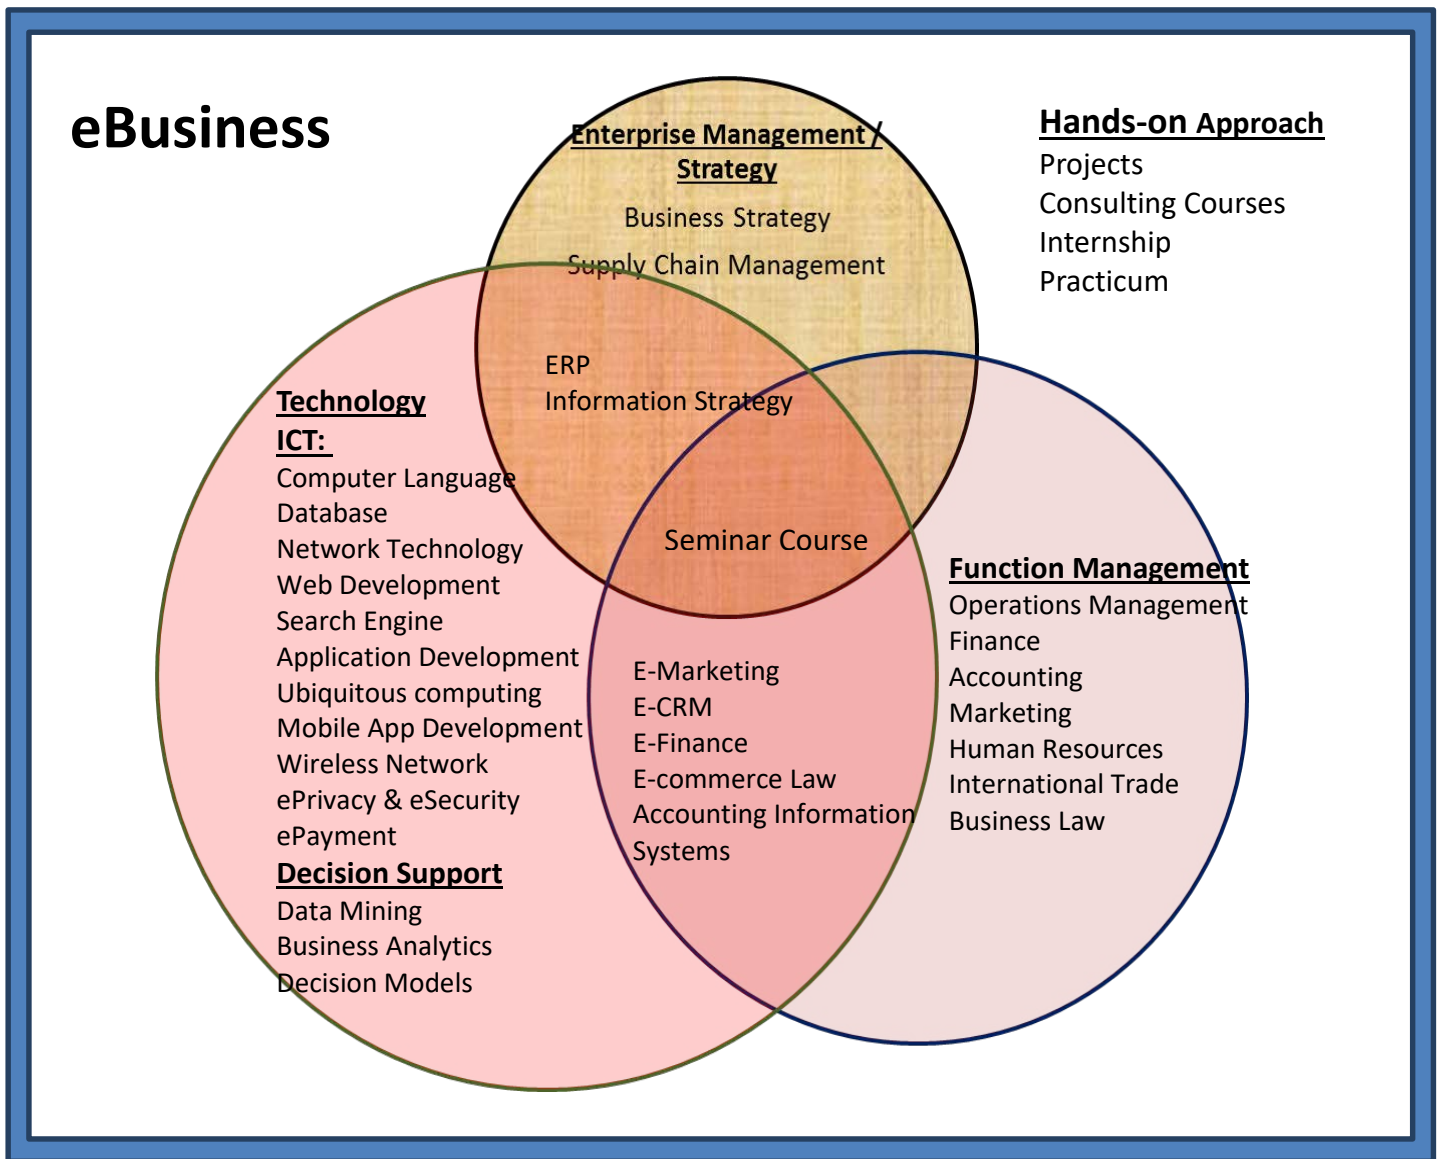 eBusiness
Enterprise Management /
Strategy
Business Strategy
Supply Chain Management
Hands-on Approach
Projects
Consulting Courses
Internship
Practicum
ERP
Information Strategy
Technology
ICT:
Computer Language
Database
Network Technology
Web Development
Search Engine
Application Development
Ubiquitous computing
Mobile App Development
Wireless Network
ePrivacy & eSecurity
ePayment
Decision Support
Data Mining
Business Analytics
Decision Models
Seminar Course
E-Marketing
E-CRM
E-Finance
E-commerce Law
Accounting Information
Systems
Function Management
Operations Management
Finance
Accounting
Marketing
Human Resources
International Trade
Business Law